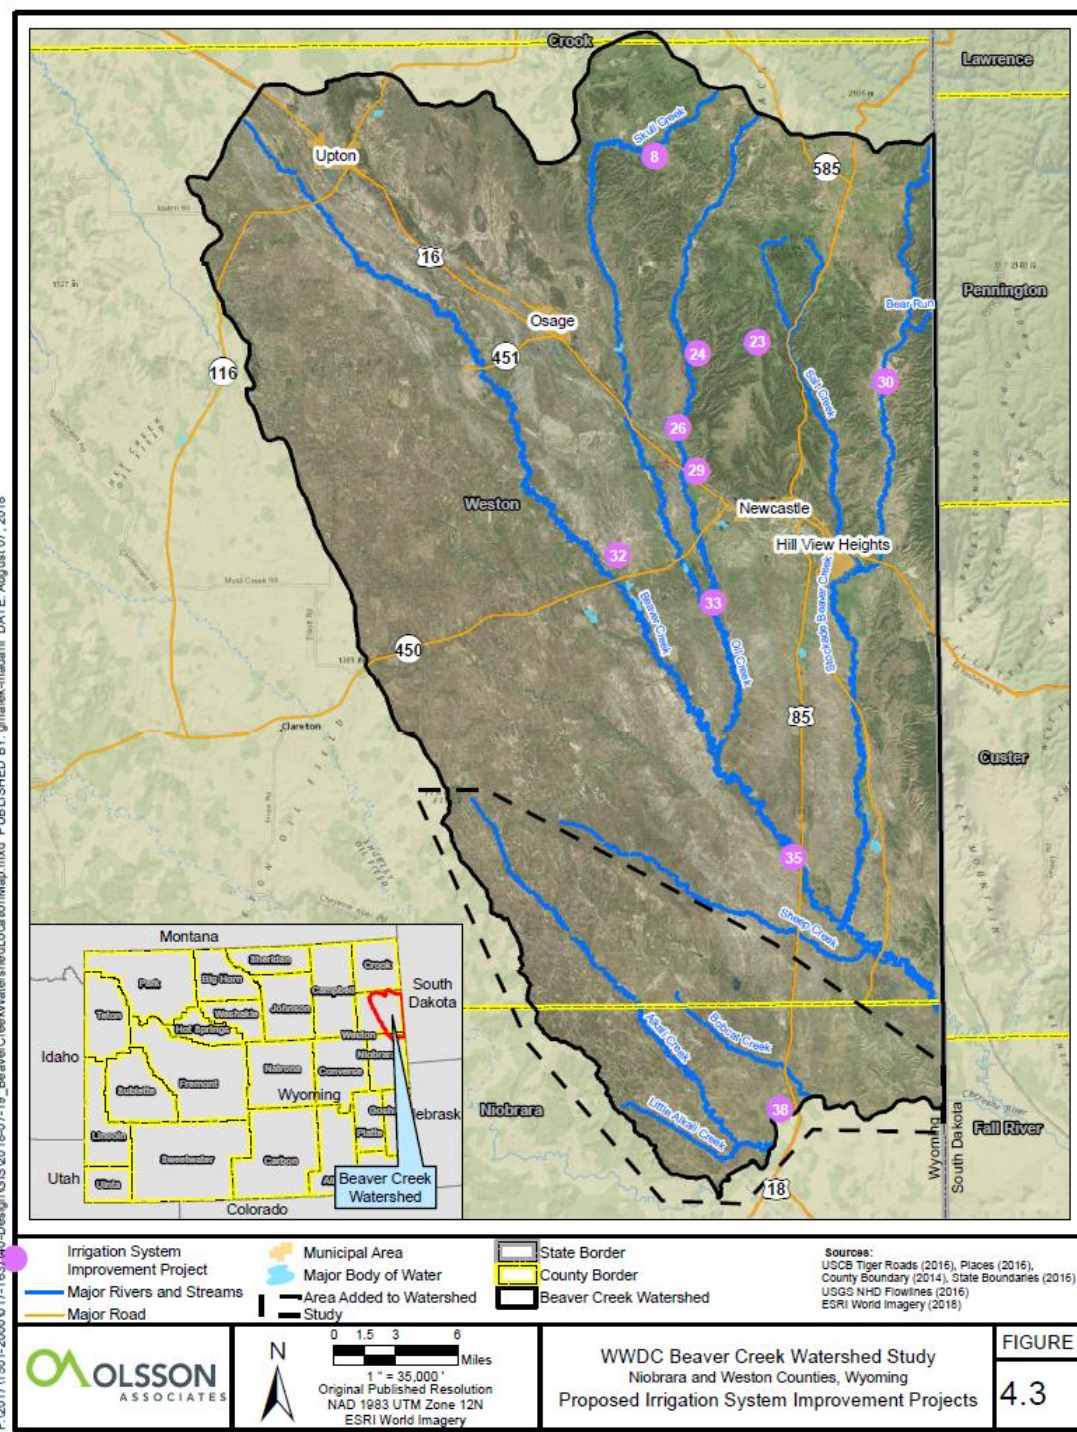 Crook
Lawrence
Skull Creek
8
Upton
585
16
Pennington
Bear Run
Osage
451
23
24
116
30
Salt Creek
26
29
Weston
Newcastle
Hill View Heights
32
33
Beaver Creek
Oil Creek
Stockade Beaver Creek
450
85
Clareton
Custer
35
Sheep Creek
Alkali Creek
Bobcat Creek
Little Alkali Creek
38
Niobrara
Fall River
Wyoming
South Dakota
18
Montana
Sheridan
Park
Big Horn
Crook
Campbell
South
Dakota
Teton
Washakie
Johnson
Hot Springs
Weston
Idaho
Niobrara
Natrona
Converse
Fremont
Sublette
Wyoming
Platte
Lincoln
Sweetwater
Carbon
Utah
Uinta
Beaver Creek
Watershed
Colorado
Irrigation System
Improvement Project
Major Rivers and Streams
Major Road
Municipal Area
Major Body of Water
Area Added to Watershed
Study
State Border
County Border
Beaver Creek Watershed
Sources:
USCB Tiger Roads (2016), Places (2016),
County Boundary (2014), State Boundaries (2016)
USGS NHD Flowlines (2016)
ESRI World Imagery (2018)
OLSSON
ASSOCIATES
N
0 1.5 3 6
Miles
1 " = 35,000 '
Original Published Resolution
NAD 1983 UTM Zone 12N
ESRI World Imagery
WWDC Beaver Creek Watershed Study
Niobrara and Weston Counties, Wyoming
Proposed Irrigation System Improvement Projects
FIGURE
4.3